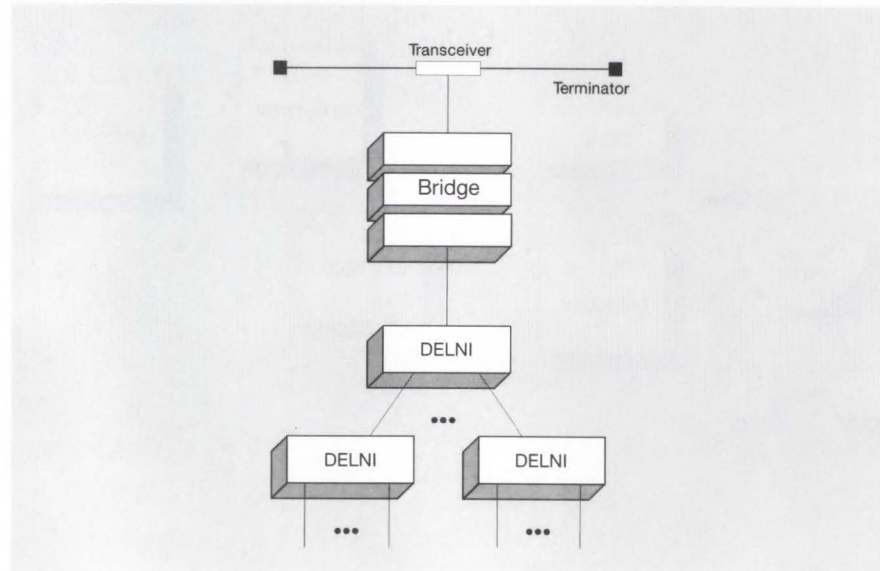 Transceiver
Terminator
Bridge
DELNI
•••
DELNI
DELNI
•••
•••